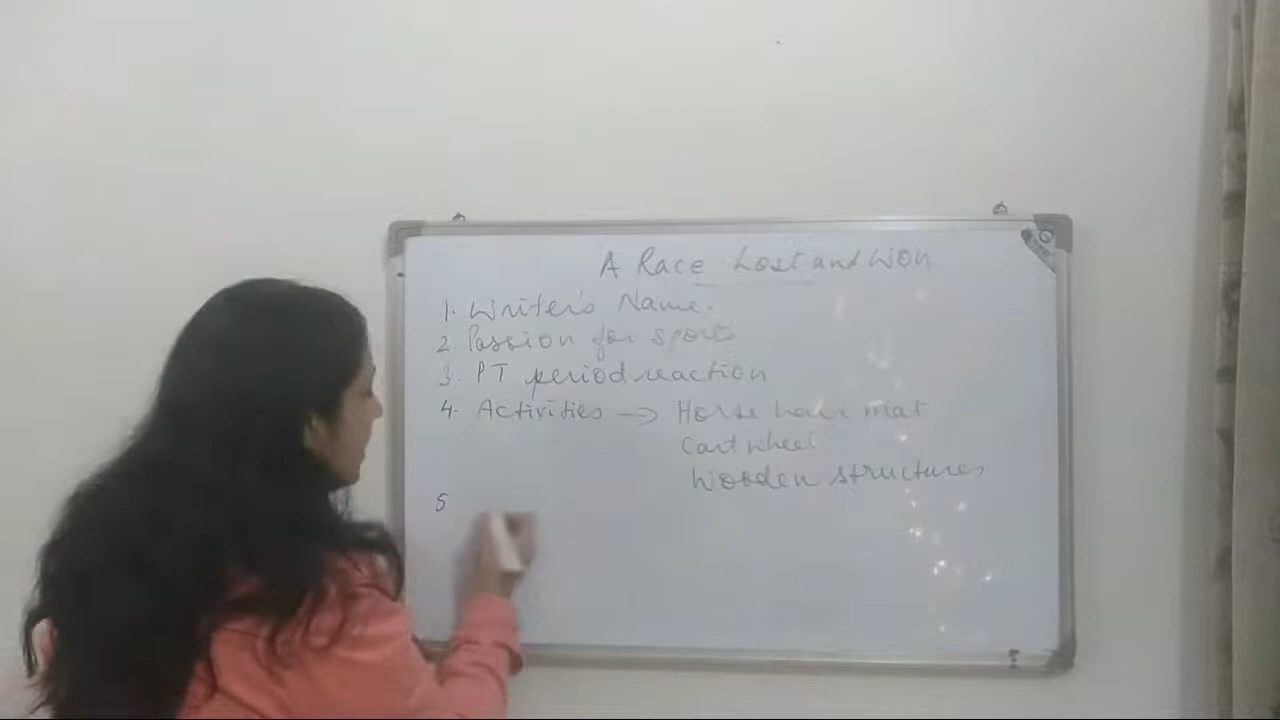 A Race Lost and Won
1. Writer's Name.
2. Passion for sports
3. PT period reaction
4. Activities → Horse hair mat
Cart wheel
Wooden structures
5